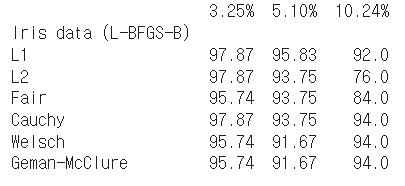 3.25% 5.10% 10.24%
Iris data (L-BFGS-B)
L1 97.87 95.83 92.0
L2 97.87 93.75 76.0
Fair 95.74 93.75 84.0
Cauchy 97.87 93.75 94.0
Welsch 95.74 91.67 94.0
Geman-McClure 95.74 91.67 94.0